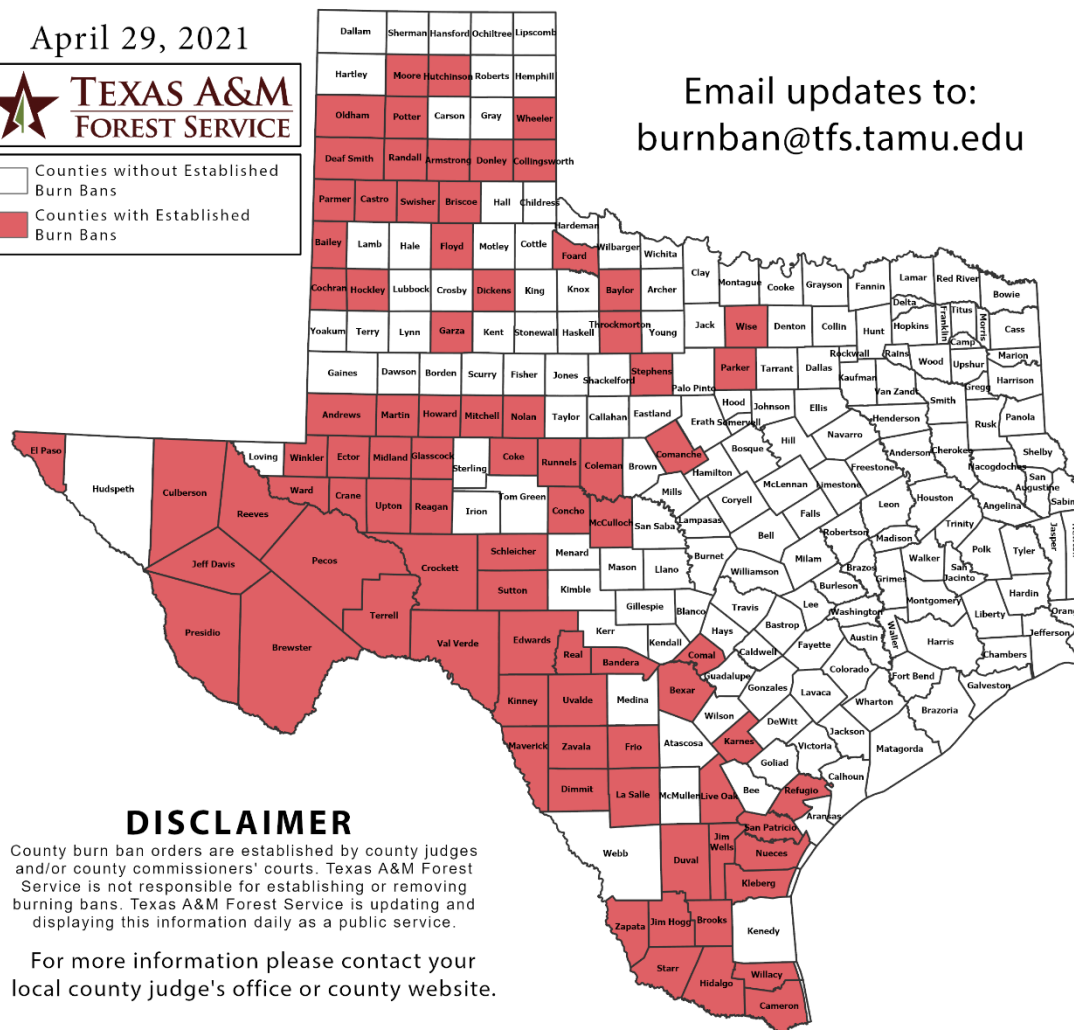 April 29, 2021
TEXAS A&M
FOREST SERVICE
Counties without Established
Burn Bans
Counties with Established
Burn Bans
Email updates to:
burnban@tfs.tamu.edu
Dallam Sherman Hansford Ochiltree Lipscomb
Hartley Moore Hutchinson Roberts Hemphill
Oldham Potter Carson Gray Wheeler
Deaf Smith Randall Armstrong Donley Collingsworth
Parmer Castro Swisher Briscoe Hall Childress
Hardeman
Bailey Lamb Hale Floyd Motley Cottle Foard Wilbarger Wichita
Clay Montague Cooke Grayson Fannin Lamar Red River Bowie
Cochran Hockley Lubbock Crosby Dickens King Knox Baylor Archer
Delta Franklin Titus Morris Cass
Yoakum Terry Lynn Garza Kent Stonewall Haskell Throckmorton Young Jack Wise Denton Collin Hunt Hopkins Camp
Rockwall Rains Wood Upshur Marion
Gaines Dawson Borden Scurry Fisher Jones Shackelford Stephens Palo Pinto Parker Tarrant Dallas Kaufman Van Zandt Gregg Harrison
Hood Johnson Ellis Smith
Andrews Martin Howard Mitchell Nolan Taylor Callahan Eastland Erath Somervell Henderson Rusk Panola
El Paso Hudspeth Culberson Loving Winkler Ector Midland Glasscock Sterling Coke Runnels Coleman Brown Comanche Bosque Hill Navarro Anderson Cherokee Shelby
Hamilton Freestone Nacogdoches San Augustine Sabin
Reeves Ward Crane Upton Reagan Irion Tom Green Concho McCulloch Mills Coryell McLennan Limestone Leon Houston Angelina
San Saba Lampasas Falls Trinity
Jeff Davis Pecos Crockett Schleicher Menard Bell Robertson Madison Polk Tyler Jasper
Mason Llano Burnet Williamson Milam Brazos Grimes Walker San Jacinto
Presidio Brewster Terrell Sutton Kimble Gillespie Blanco Travis Lee Burleson Washington Montgomery Liberty Hardin Orang
Val Verde Edwards Real Kerr Kendall Hays Bastrop Fayette Austin Waller Harris Jefferson
Bandera Comal Caldwell Colorado Chambers
Kinney Uvalde Medina Bexar Guadalupe Gonzales Lavaca Fort Bend Galveston
Wilson Wharton Brazoria
Maverick Zavala Frio Atascosa Karnes DeWitt Jackson Matagorda
Victoria
Dimmit La Salle McMullen Live Oak Bee Goliad Calhoun
Refugio
Aransas
San Patricio
Webb Duval Jim Wells Nueces
Kleberg
Zapata Jim Hogg Brooks Kenedy
Starr Hidalgo Willacy
Cameron
DISCLAIMER
County burn ban orders are established by county judges
and/or county commissioners' courts. Texas A&M Forest
Service is not responsible for establishing or removing
burning bans. Texas A&M Forest Service is updating and
displaying this information daily as a public service.
For more information please contact your
local county judge's office or county website.